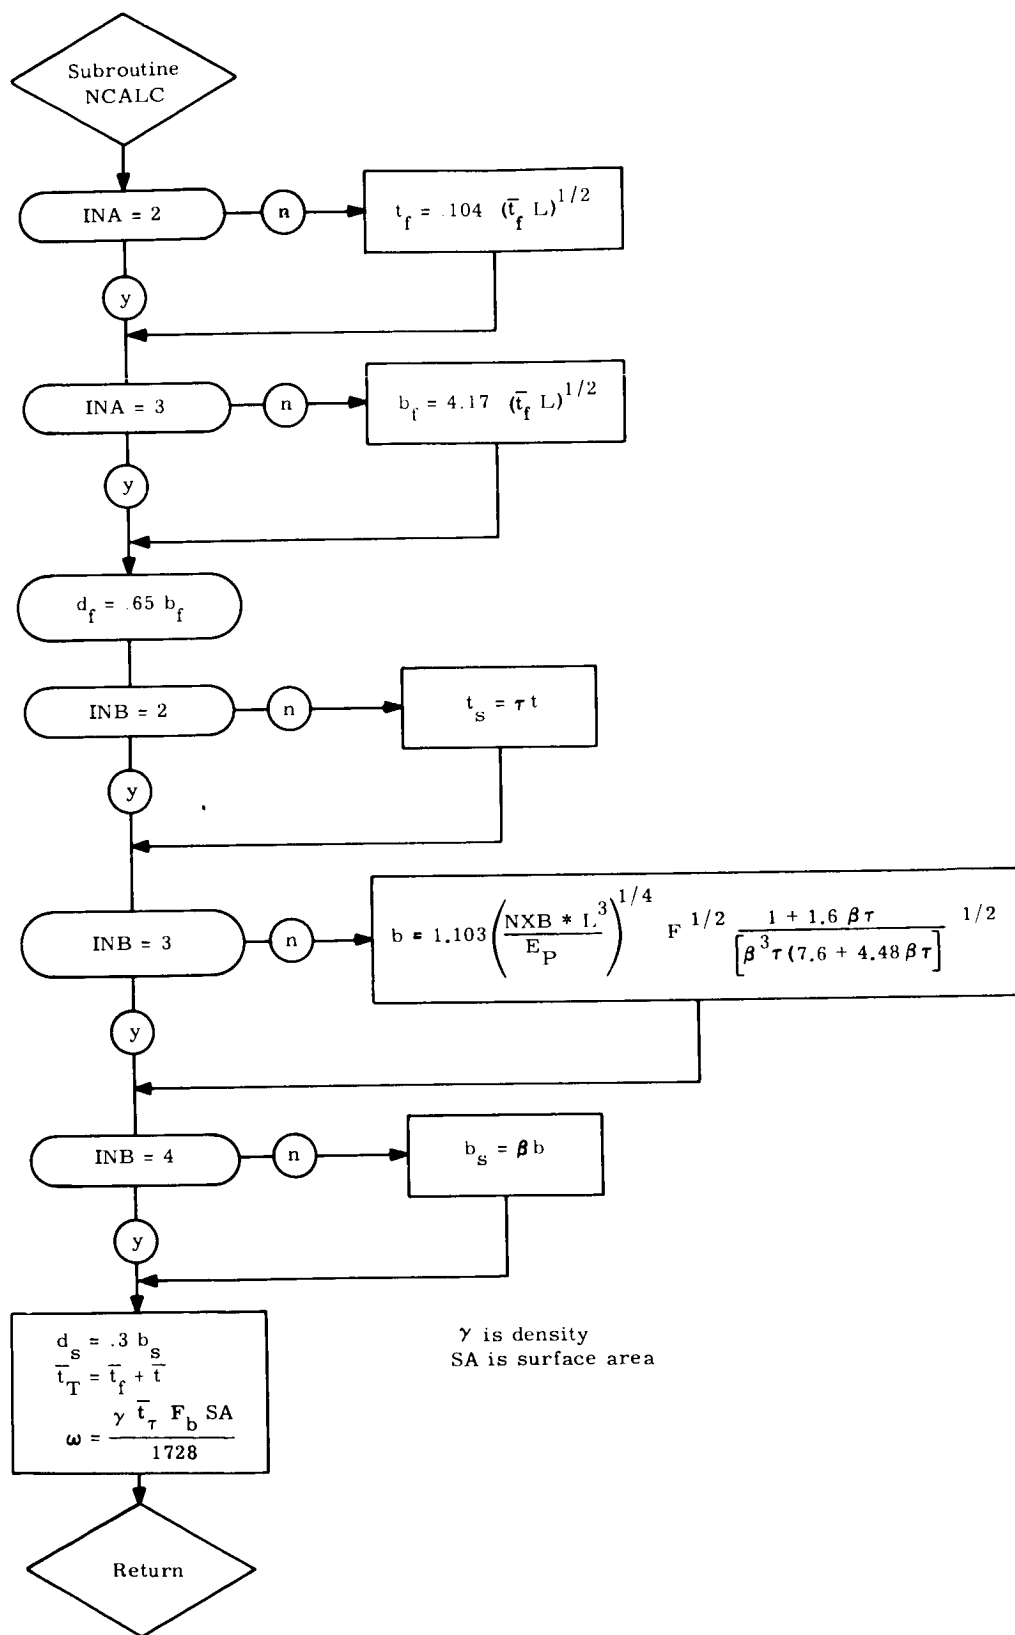 Subroutine
NCALC
INA = 2
n
t_f = .104 (t̄_f L)^1/2
y
INA = 3
n
b_f = 4.17 (t̄_f L)^1/2
y
d_f = .65 b_f
INB = 2
n
t_s = τ t
y
INB = 3
n
b = 1.103 (NXB * L^3 / E_P)^1/4 F^1/2 1 + 1.6 βτ / [β^3 τ (7.6 + 4.48 βτ] ^1/2
y
INB = 4
n
b_s = β b
y
d_s = .3 b_s
t̄_T = t̄_f + t̄
ω = γ t̄_τ F_b SA / 1728
γ is density
SA is surface area
Return